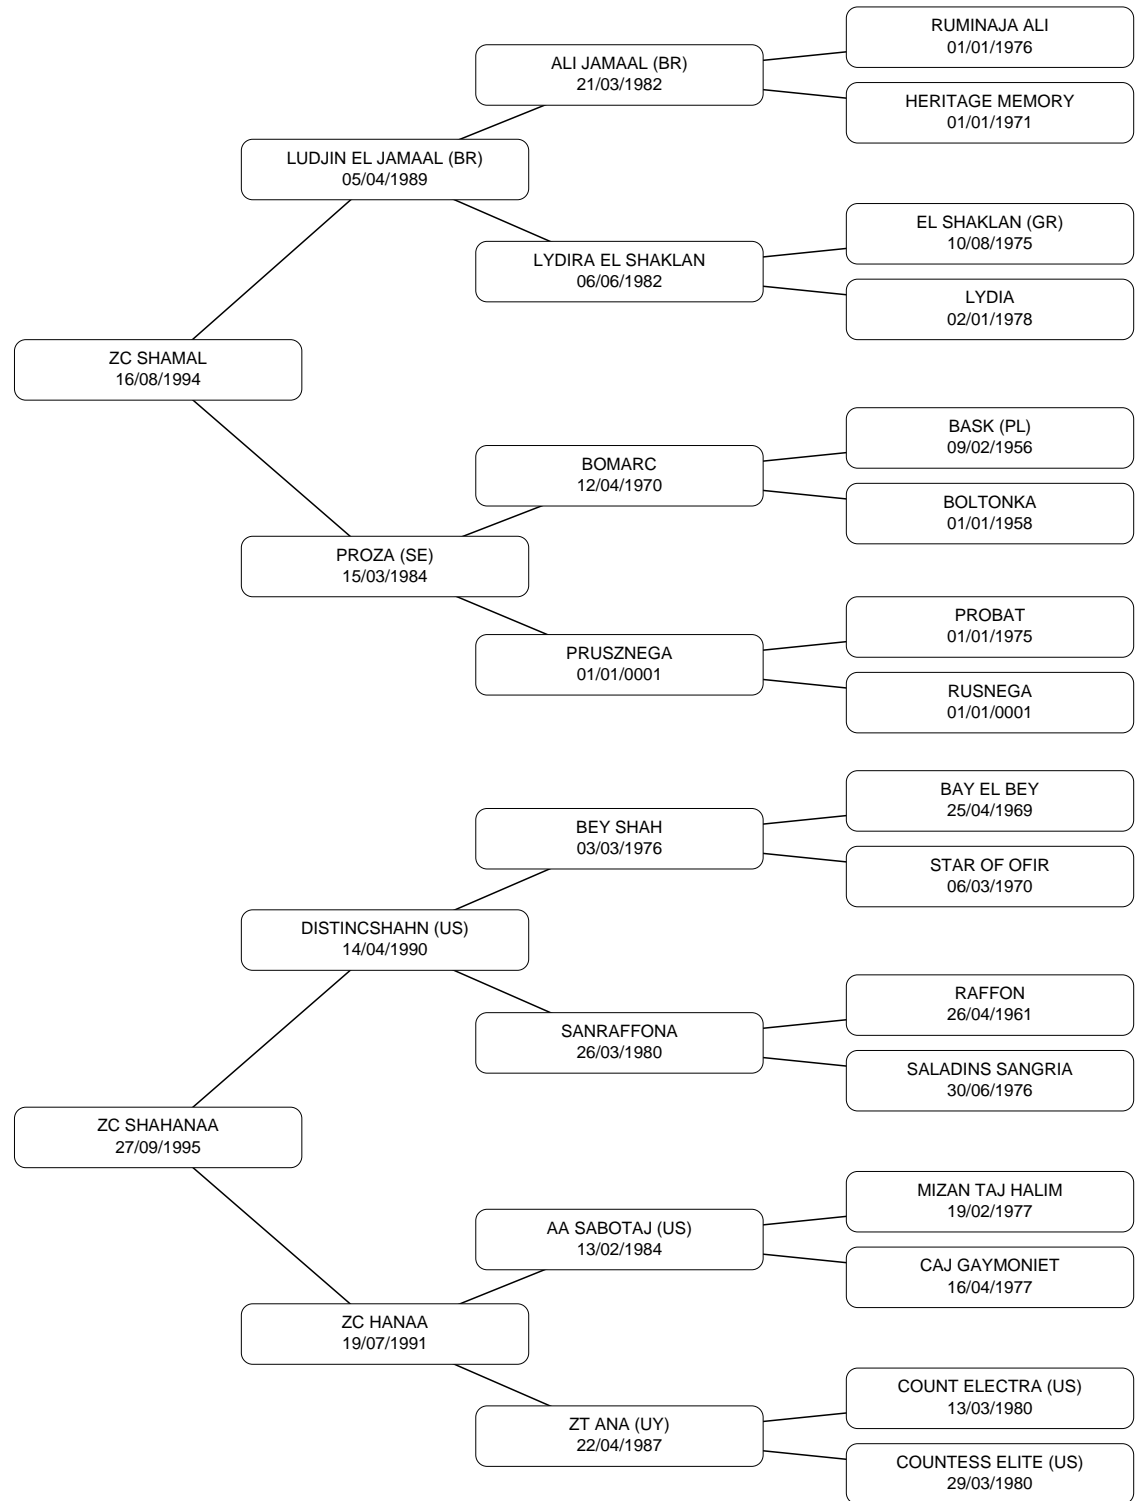 RUMINAJA ALI
01/01/1976
ALI JAMAAL (BR)
21/03/1982
HERITAGE MEMORY
01/01/1971
LUDJIN EL JAMAAL (BR)
05/04/1989
EL SHAKLAN (GR)
10/08/1975
LYDIRA EL SHAKLAN
06/06/1982
LYDIA
02/01/1978
ZC SHAMAL
16/08/1994
BASK (PL)
09/02/1956
BOMARC
12/04/1970
BOLTONKA
01/01/1958
PROZA (SE)
15/03/1984
PROBAT
01/01/1975
PRUSZNEGA
01/01/0001
RUSNEGA
01/01/0001
BAY EL BEY
25/04/1969
BEY SHAH
03/03/1976
STAR OF OFIR
06/03/1970
DISTINCSHAHN (US)
14/04/1990
RAFFON
26/04/1961
SANRAFFONA
26/03/1980
SALADINS SANGRIA
30/06/1976
ZC SHAHANAA
27/09/1995
MIZAN TAJ HALIM
19/02/1977
AA SABOTAJ (US)
13/02/1984
CAJ GAYMONIET
16/04/1977
ZC HANAA
19/07/1991
COUNT ELECTRA (US)
13/03/1980
ZT ANA (UY)
22/04/1987
COUNTESS ELITE (US)
29/03/1980